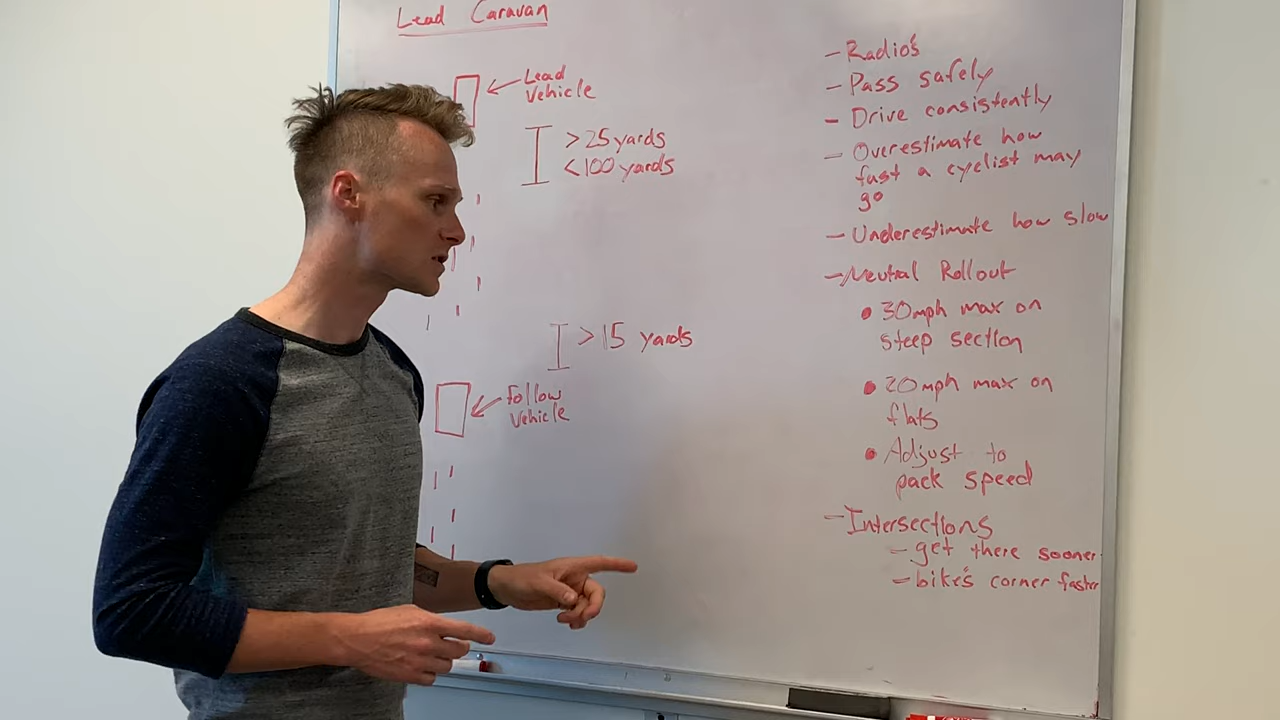 Lead Caravan
Lead
Vehicle
>25 yards
<100 yards
>15 yards
Follow
Vehicle
- Radio's
- Pass safely
- Drive consistently
- Overestimate how
fast a cyclist may
go
- Underestimate how slow
- Neutral Rollout
• 30mph max on
steep section
• 20mph max on
flats
• Adjust to
pack speed
- Intersections
- get there sooner
- bike's corner faster